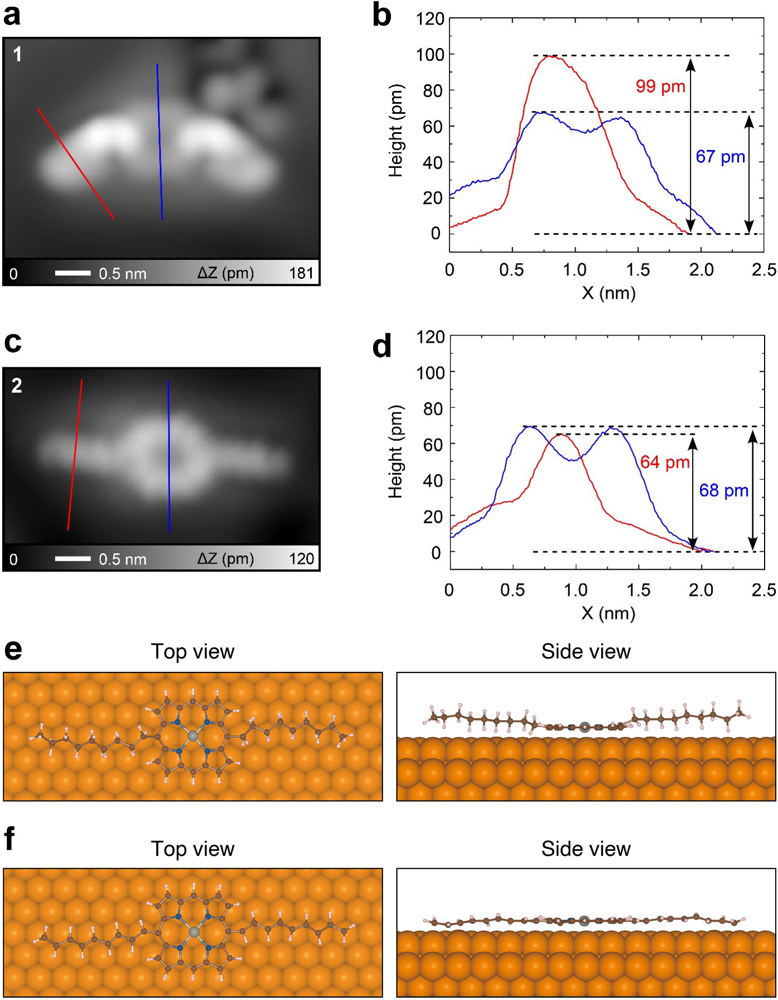 a
1
0 0.5 nm ΔZ (pm) 181
b
120
100
80
60
40
20
0
Height (pm)
99 pm
67 pm
0 0.5 1.0 1.5 2.0 2.5
X (nm)
c
2
0 0.5 nm ΔZ (pm) 120
d
120
100
80
60
40
20
0
Height (pm)
64 pm
68 pm
0 0.5 1.0 1.5 2.0 2.5
X (nm)
e
Top view Side view
f
Top view Side view